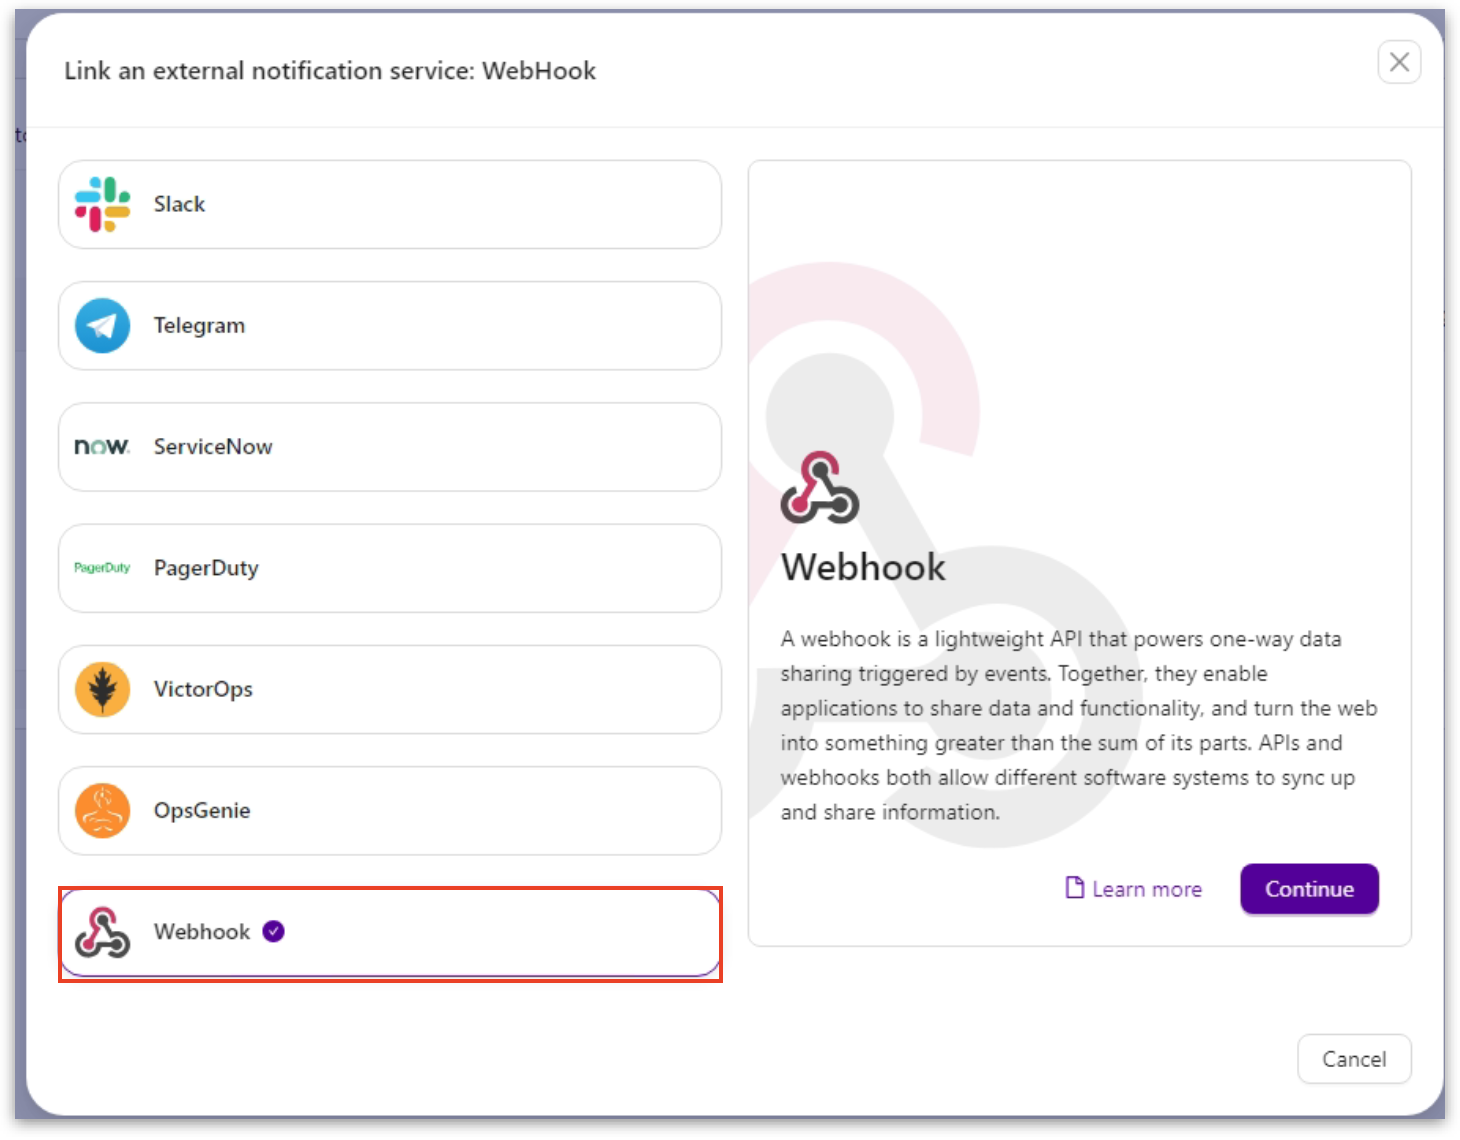 Link an external notification service: WebHook
to
Slack
Telegram
now.
ServiceNow
PagerDuty
PagerDuty
VictorOps
OpsGenie
Webhook
Webhook
A webhook is a lightweight API that powers one-way data
sharing triggered by events. Together, they enable
applications to share data and functionality, and turn the web
into something greater than the sum of its parts. APIs and
webhooks both allow different software systems to sync up
and share information.
Learn more
Continue
Cancel